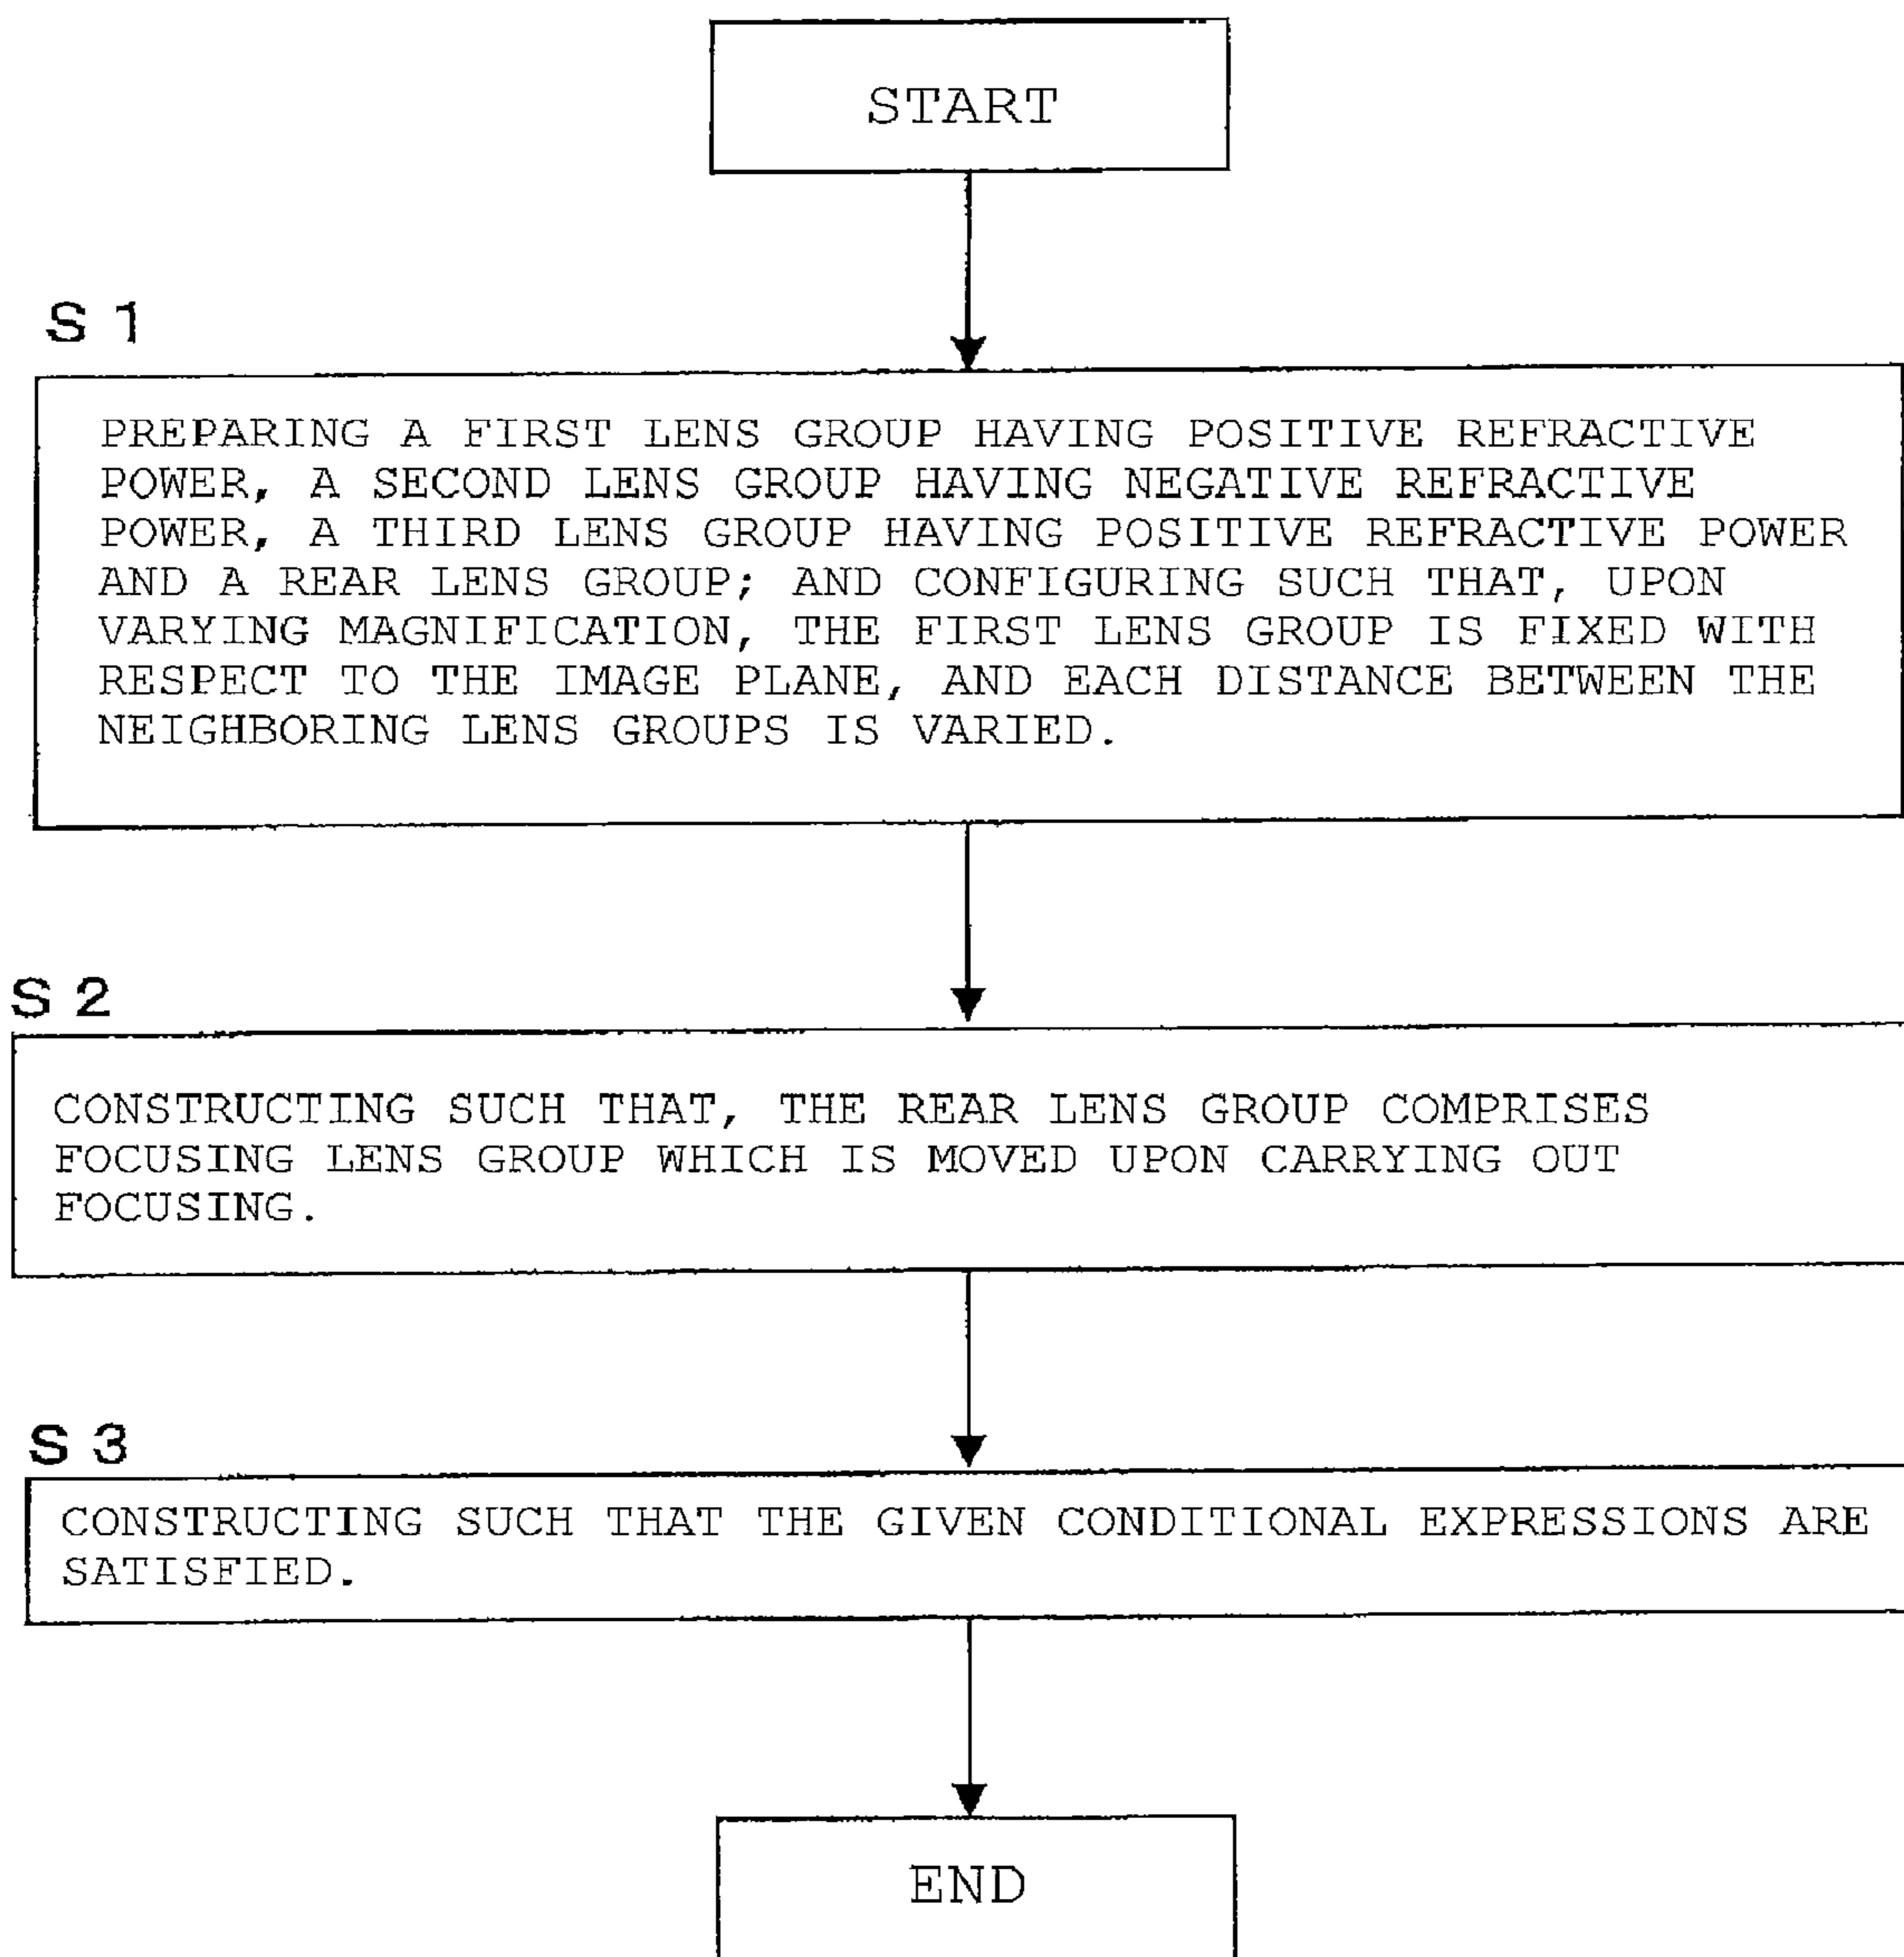 START
S 1
PREPARING A FIRST LENS GROUP HAVING POSITIVE REFRACTIVE
POWER, A SECOND LENS GROUP HAVING NEGATIVE REFRACTIVE
POWER, A THIRD LENS GROUP HAVING POSITIVE REFRACTIVE POWER
AND A REAR LENS GROUP; AND CONFIGURING SUCH THAT, UPON
VARYING MAGNIFICATION, THE FIRST LENS GROUP IS FIXED WITH
RESPECT TO THE IMAGE PLANE, AND EACH DISTANCE BETWEEN THE
NEIGHBORING LENS GROUPS IS VARIED.
S 2
CONSTRUCTING SUCH THAT, THE REAR LENS GROUP COMPRISES
FOCUSING LENS GROUP WHICH IS MOVED UPON CARRYING OUT
FOCUSING.
S 3
CONSTRUCTING SUCH THAT THE GIVEN CONDITIONAL EXPRESSIONS ARE
SATISFIED.
END